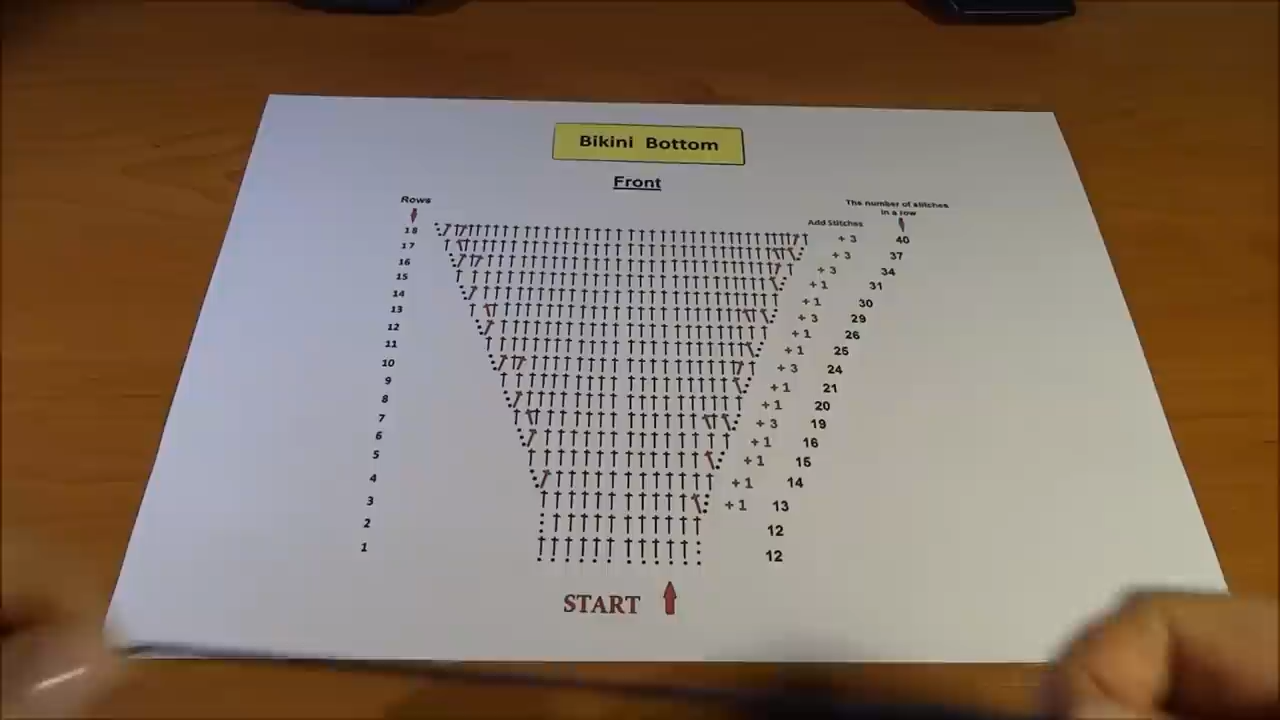 Bikini Bottom
Front
Rows
The number of stitches
in a row
Add Stitches
18 + 3 40
17 + 3 37
16 + 3 34
15 + 1 31
14 + 1 30
13 + 3 29
12 + 1 26
11 + 1 25
10 + 3 24
9 + 1 21
8 + 1 20
7 + 3 19
6 + 1 16
5 + 1 15
4 + 1 14
3 + 1 13
2 12
1 12
START